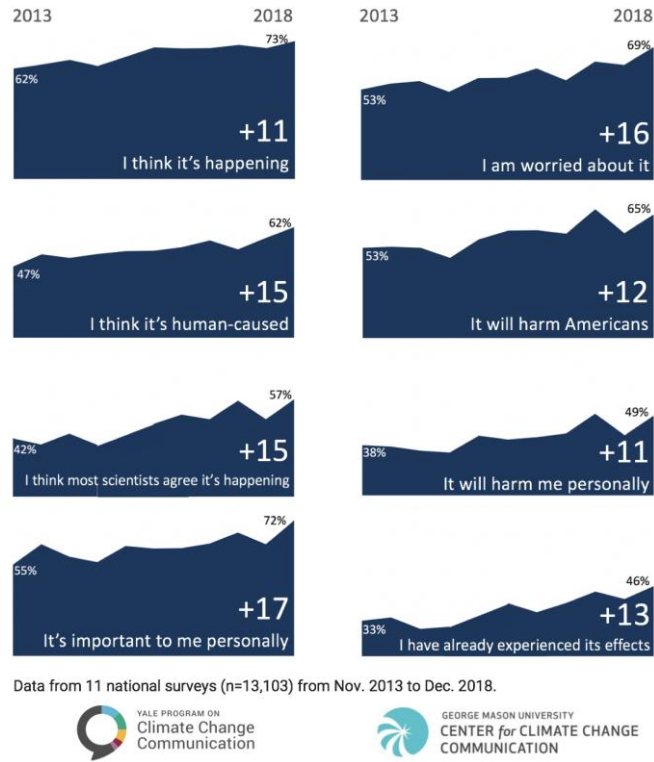 2013 2018
62%
73%
+11
I think it's happening
47%
62%
+15
I think it's human-caused
42%
57%
+15
I think most scientists agree it's happening
55%
72%
+17
It's important to me personally
2013 2018
53%
69%
+16
I am worried about it
53%
65%
+12
It will harm Americans
38%
49%
+11
It will harm me personally
33%
46%
+13
I have already experienced its effects
Data from 11 national surveys (n=13,103) from Nov. 2013 to Dec. 2018.
YALE PROGRAM ON
Climate Change
Communication
GEORGE MASON UNIVERSITY
CENTER for CLIMATE CHANGE
COMMUNICATION